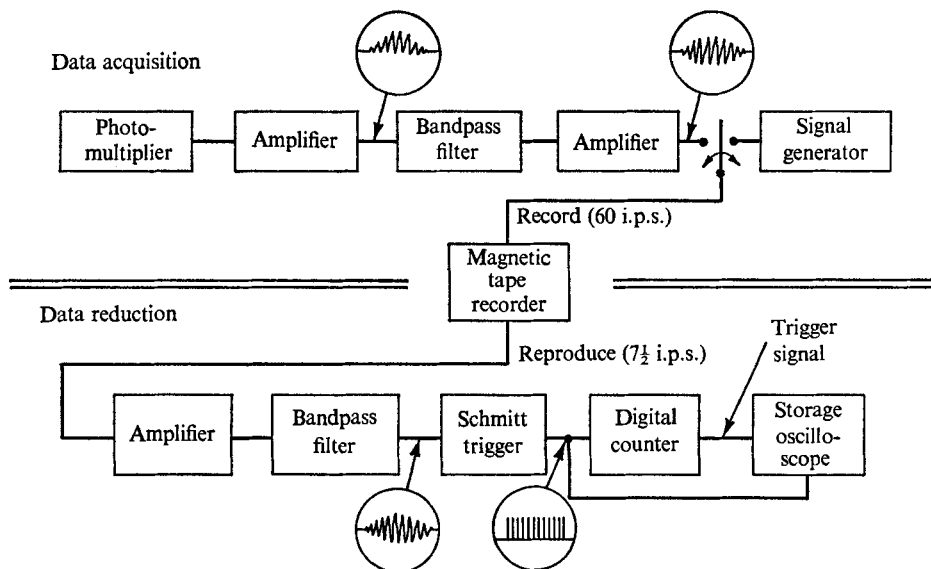 Data acquisition
Photo-
multiplier
Amplifier
Bandpass
filter
Amplifier
Signal
generator
Record (60 i.p.s.)
Magnetic
tape
recorder
Data reduction
Reproduce (7½ i.p.s.)
Trigger
signal
Amplifier
Bandpass
filter
Schmitt
trigger
Digital
counter
Storage
oscillo-
scope